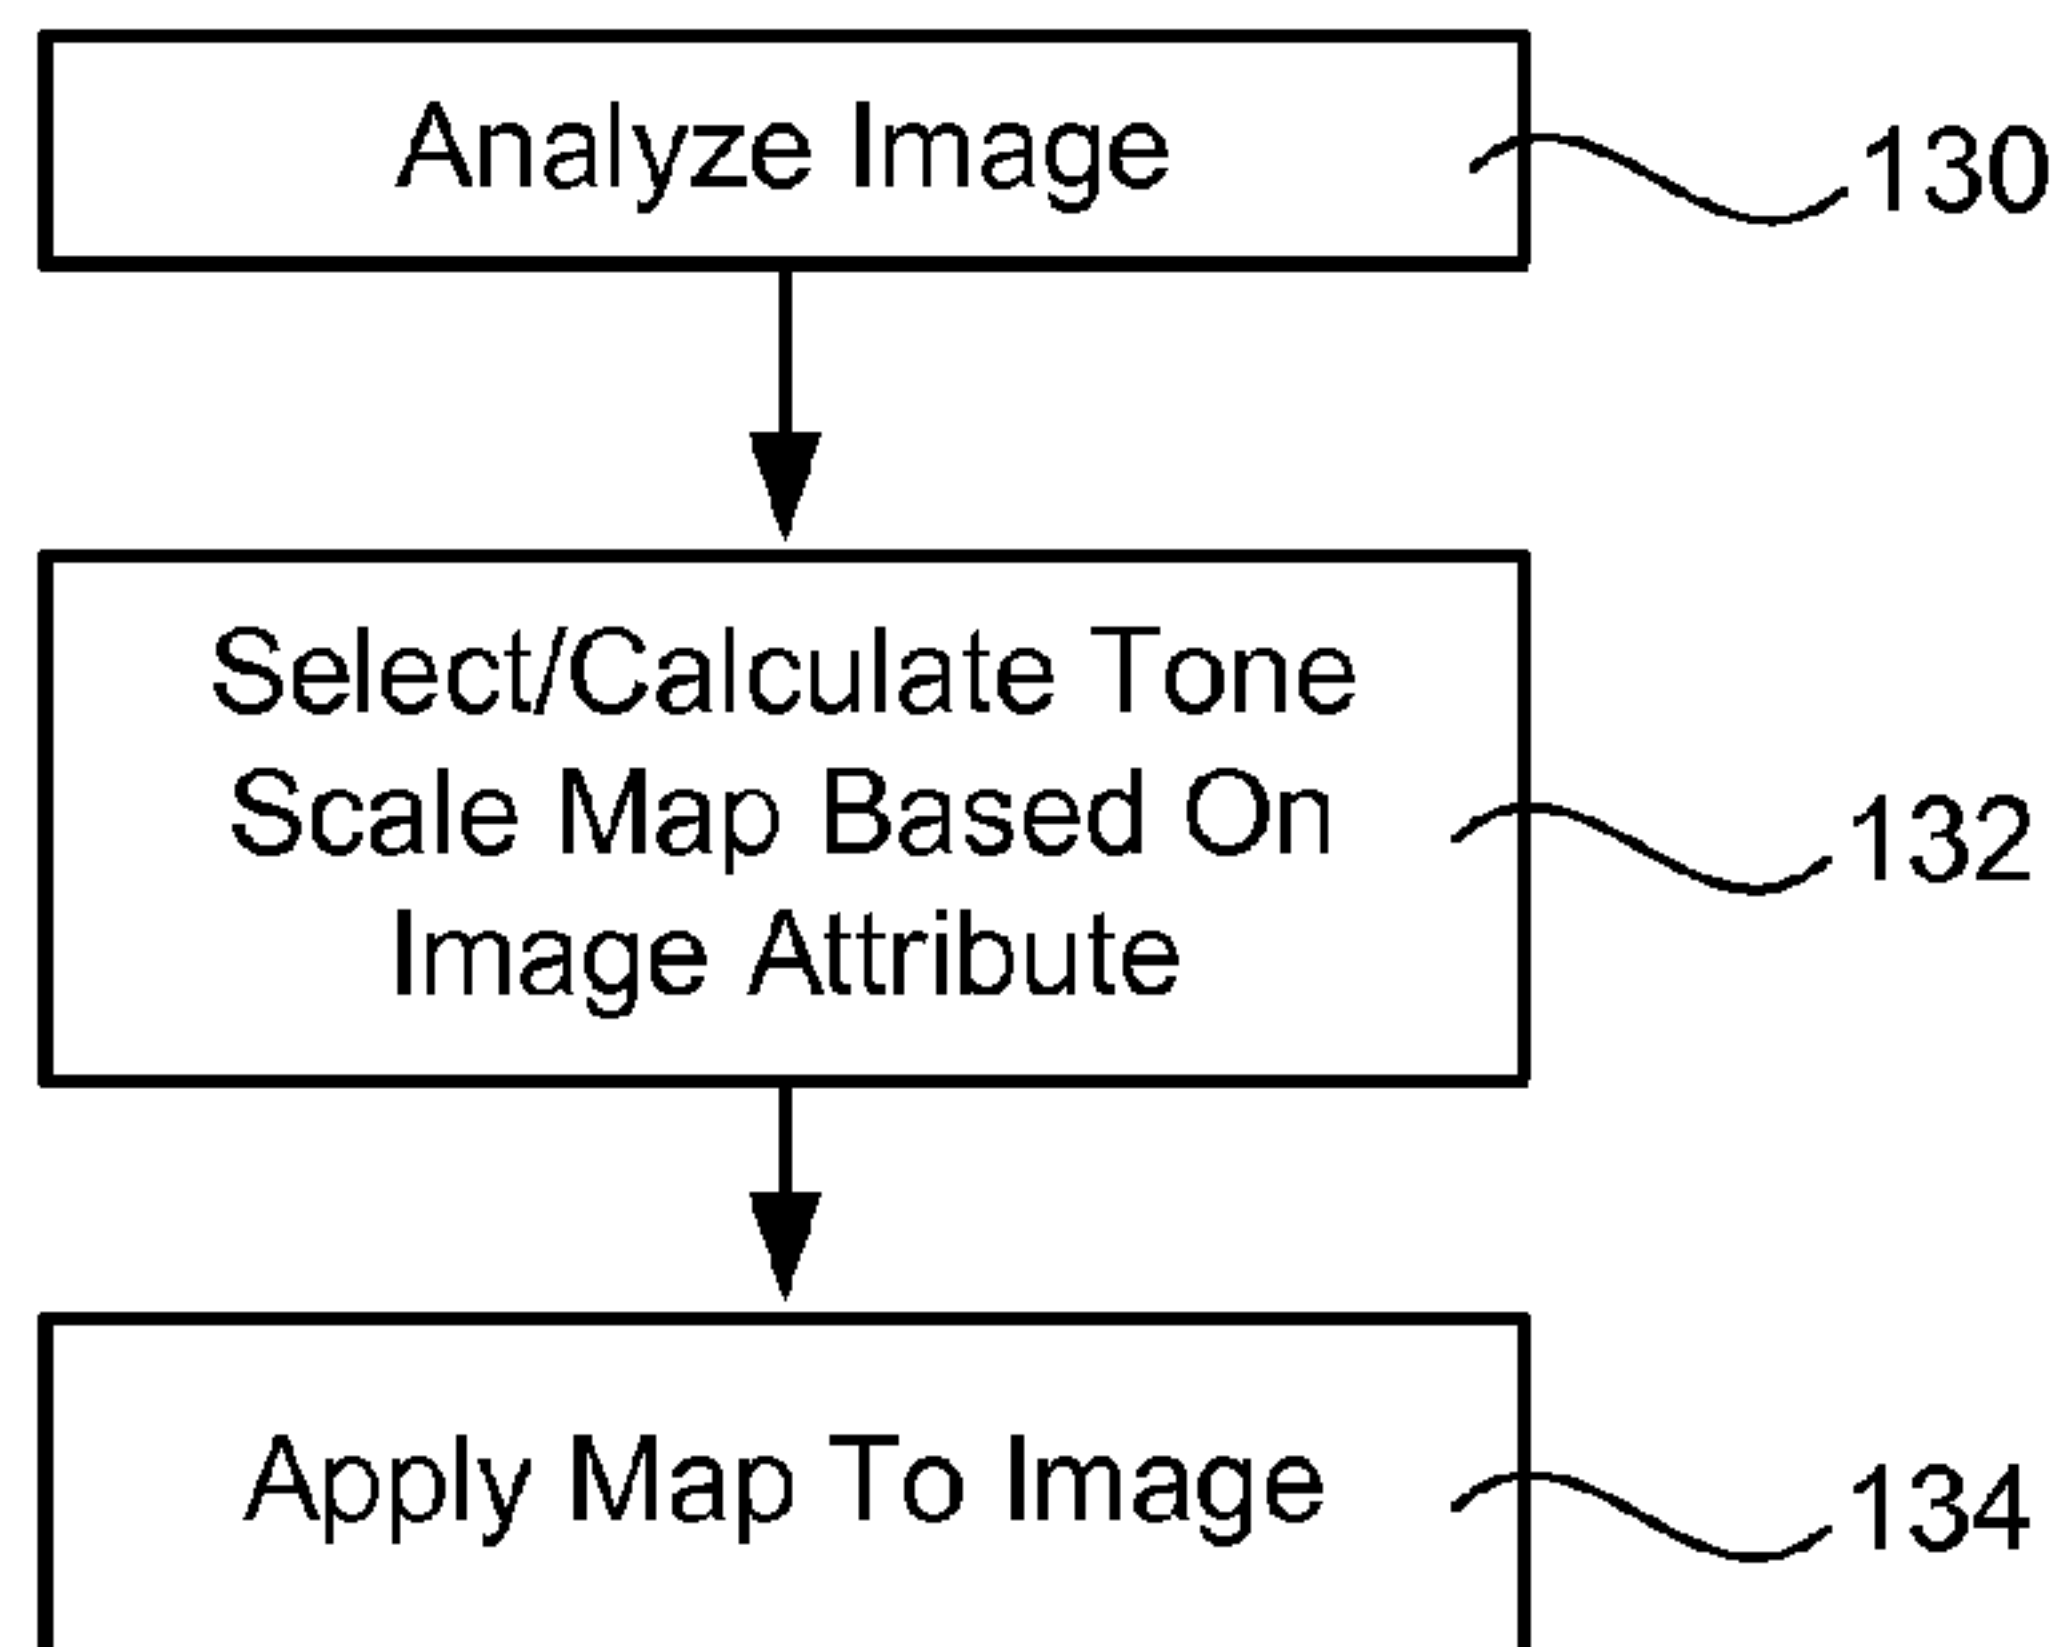 Analyze Image
130
Select/Calculate Tone
Scale Map Based On
Image Attribute
132
Apply Map To Image
134